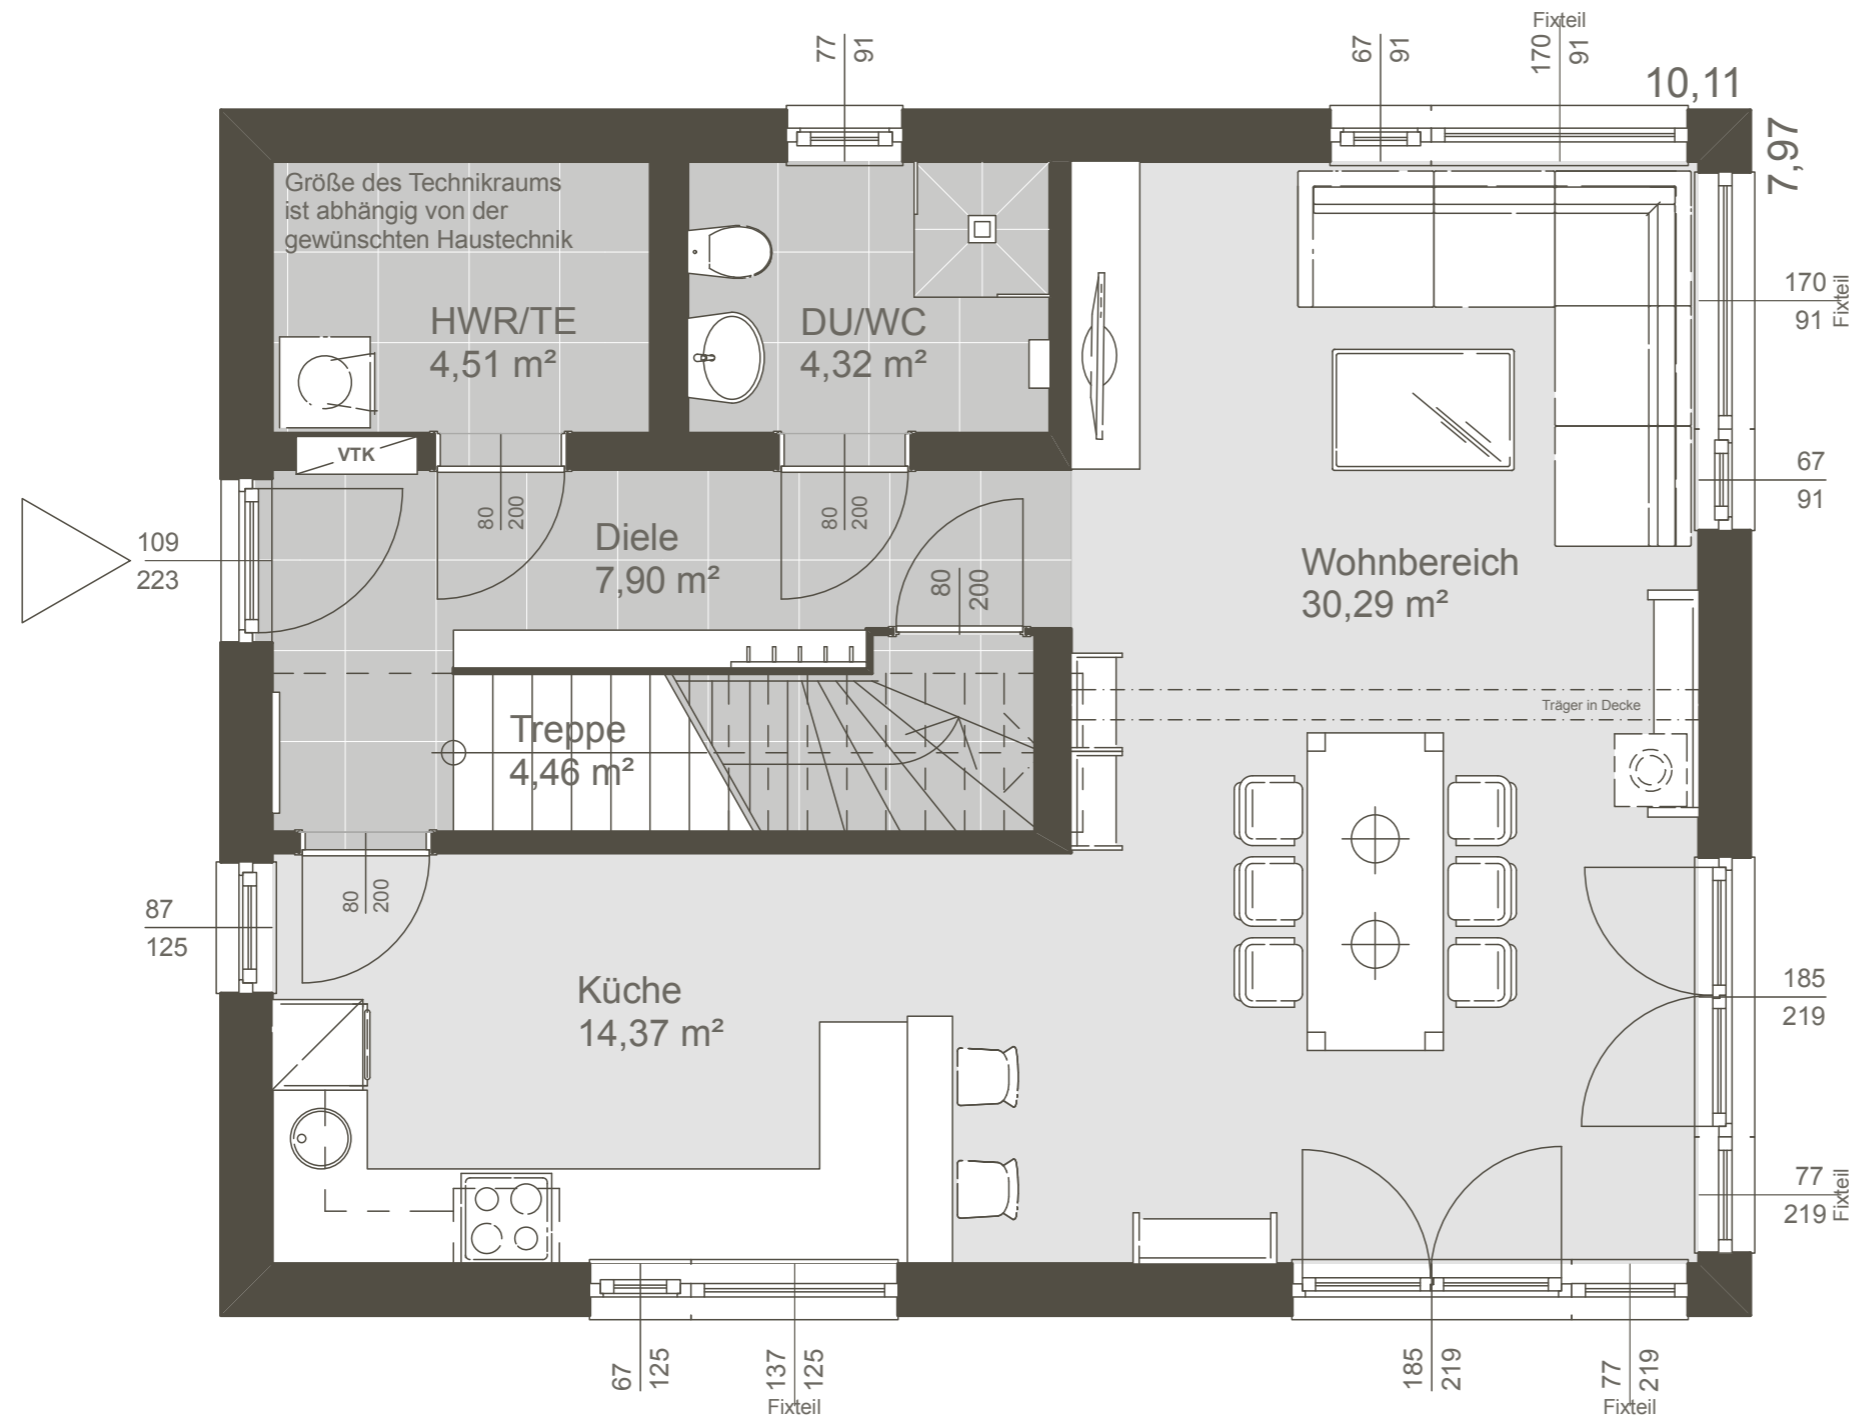 Fixteil
77
91
67
91
170
91
10,11
7,97
Größe des Technikraums
ist abhängig von der
gewünschten Haustechnik
HWR/TE
4,51 m²
DU/WC
4,32 m²
170
91
Fixteil
VTK
67
91
80
200
80
200
109
223
Diele
7,90 m²
80
200
Wohnbereich
30,29 m²
Träger in Decke
Treppe
4,46 m²
80
200
87
125
Küche
14,37 m²
185
219
77
219
Fixteil
67
125
137
125
Fixteil
185
219
77
219
Fixteil